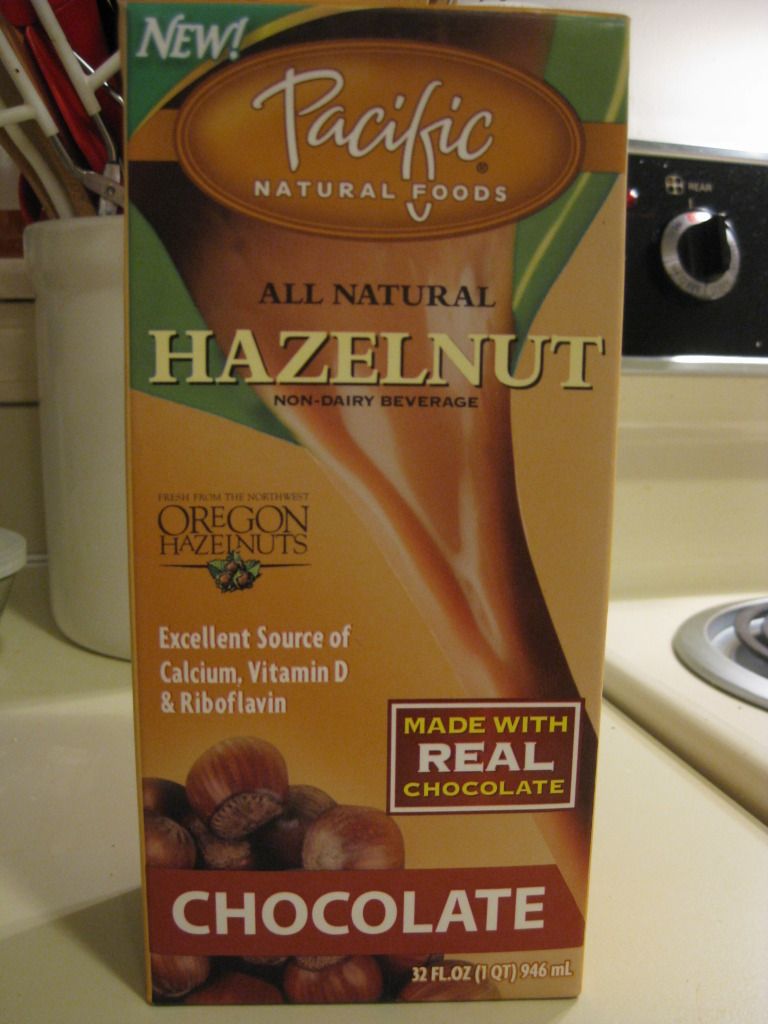 NEW!
Pacific®
NATURAL FOODS
ALL NATURAL
HAZELNUT
NON-DAIRY BEVERAGE
FRESH FROM THE NORTHWEST
OREGON
HAZELNUTS
Excellent Source of
Calcium, Vitamin D
& Riboflavin
MADE WITH
REAL
CHOCOLATE
CHOCOLATE
32 FL.OZ (1 QT) 946 mL
REAR